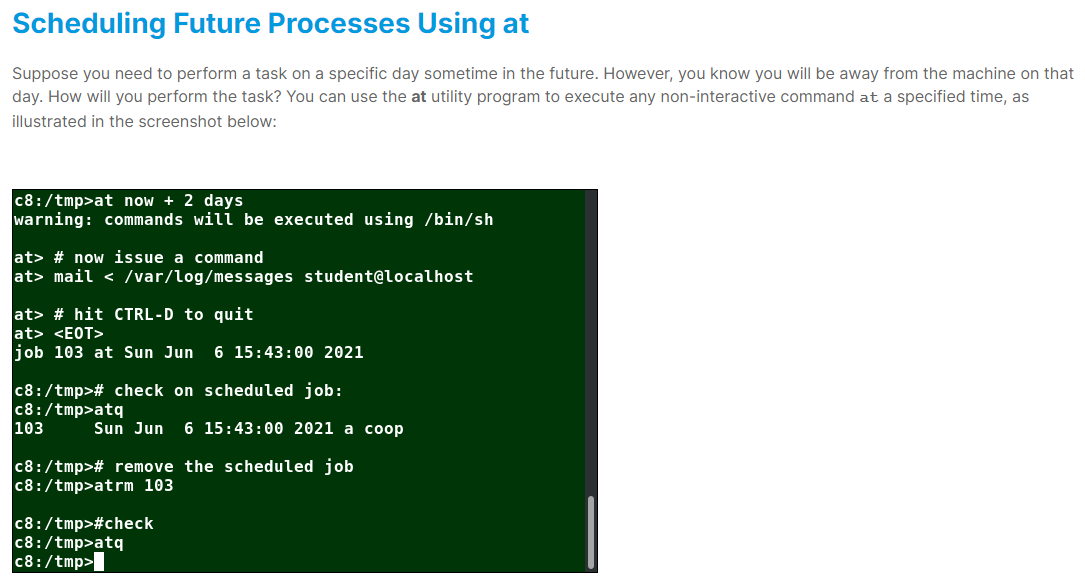 Scheduling Future Processes Using at
Suppose you need to perform a task on a specific day sometime in the future. However, you know you will be away from the machine on that
day. How will you perform the task? You can use the at utility program to execute any non-interactive command at a specified time, as
illustrated in the screenshot below:
c8:/tmp>at now + 2 days
warning: commands will be executed using /bin/sh
at> # now issue a command
at> mail < /var/log/messages student@localhost
at> # hit CTRL-D to quit
at> <EOT>
job 103 at Sun Jun  6 15:43:00 2021
c8:/tmp># check on scheduled job:
c8:/tmp>atq
103     Sun Jun  6 15:43:00 2021 a coop
c8:/tmp># remove the scheduled job
c8:/tmp>atrm 103
c8:/tmp>#check
c8:/tmp>atq
c8:/tmp>